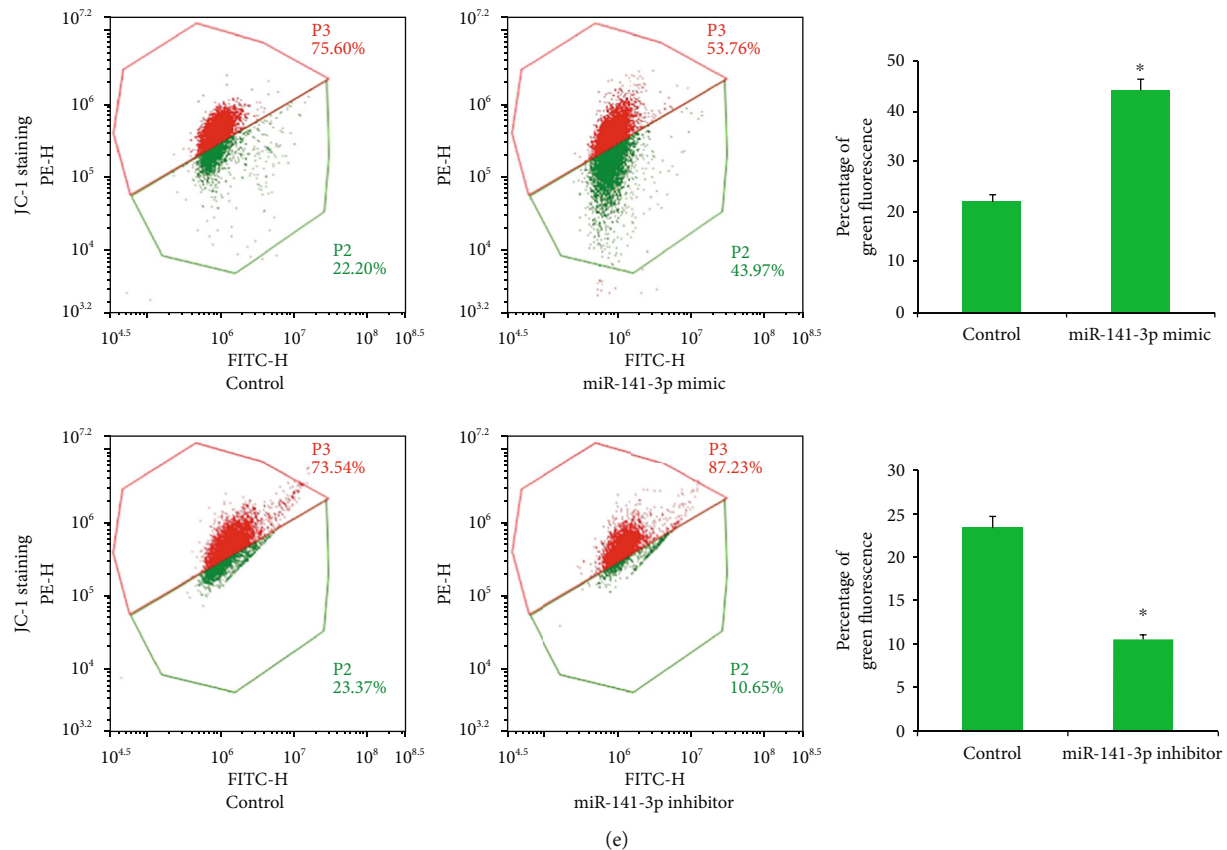 JC-1 staining
PE-H
10^7.2
10^6
10^5
10^4
10^3.2
P3
75.60%
P2
22.20%
10^4.5
10^6
10^7
10^8
10^8.5
FITC-H
Control
PE-H
10^7.2
10^6
10^5
10^4
10^3.2
P3
53.76%
P2
43.97%
10^4.5
10^6
10^7
10^8
10^8.5
FITC-H
miR-141-3p mimic
Percentage of
green fluorescence
50
40
50
20
10
0
*
Control
miR-141-3p mimic
JC-1 staining
PE-H
10^7.2
10^6
10^5
10^4
10^3.2
P3
73.54%
P2
23.37%
10^4.5
10^6
10^7
10^8
10^8.5
FITC-H
Control
PE-H
10^7.2
10^6
10^5
10^4
10^3.2
P3
87.23%
P2
10.65%
10^4.5
10^6
10^7
10^8
10^8.5
FITC-H
miR-141-3p inhibitor
Percentage of
green fluorescence
30
25
20
15
10
5
0
*
Control
miR-141-3p inhibitor
(e)